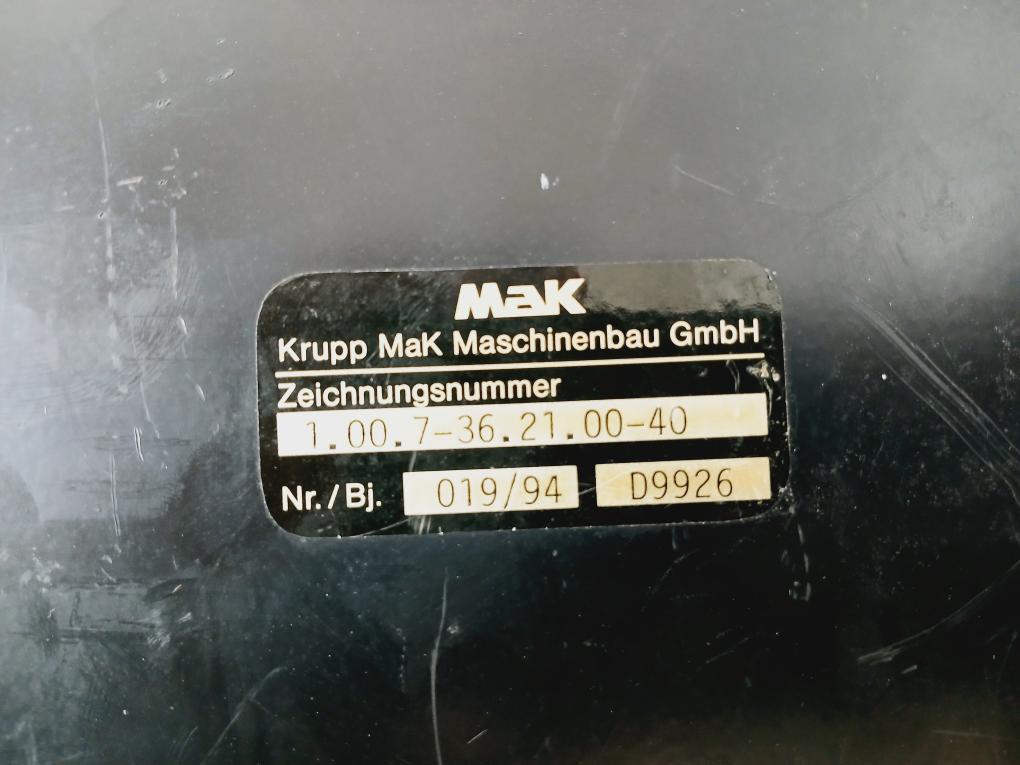 MaK
Krupp MaK Maschinenbau GmbH
Zeichnungsnummer
1.00.7-36.21.00-40
Nr./Bj. 019/94 D9926